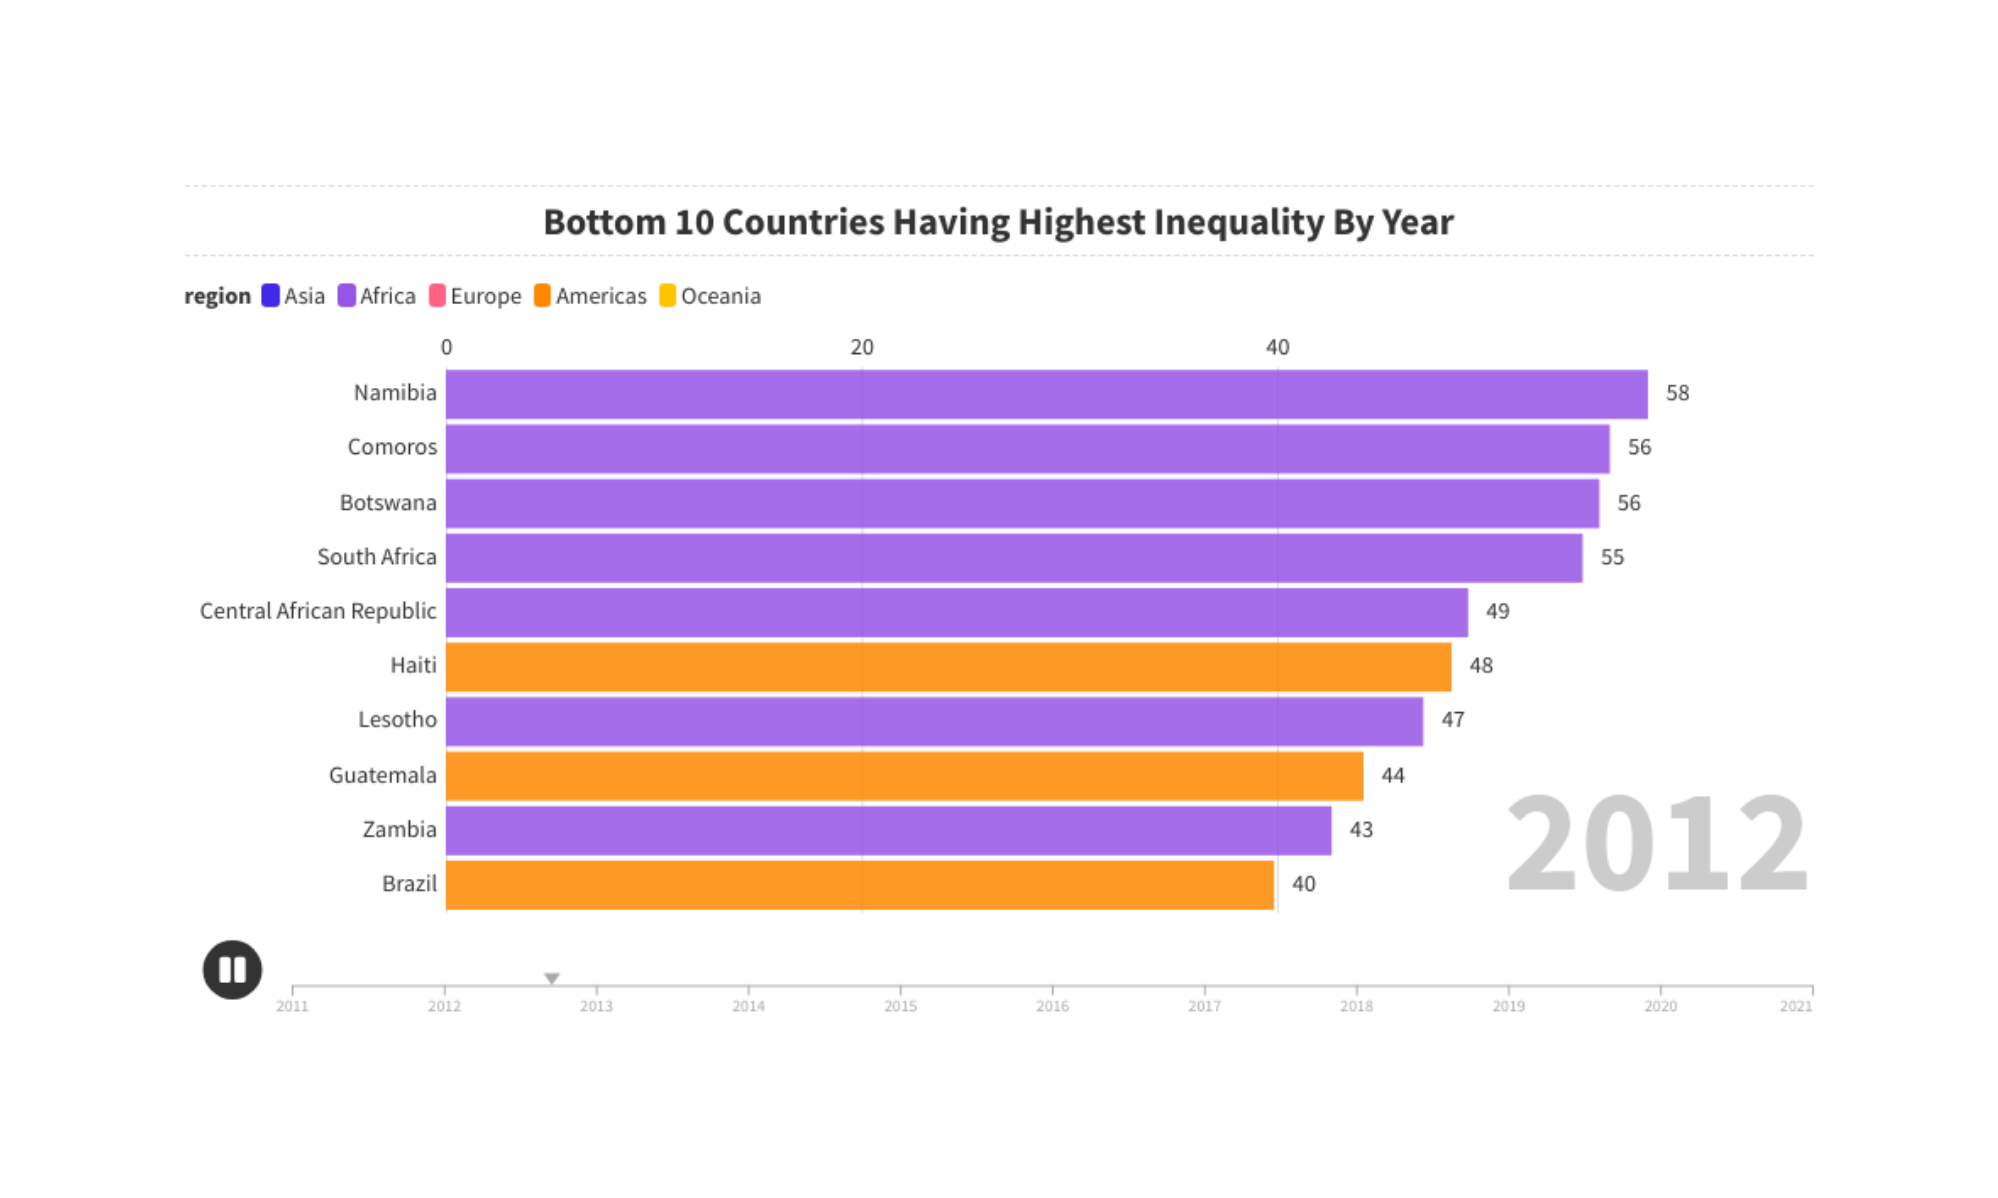 Bottom 10 Countries Having Highest Inequality By Year
region Asia Africa Europe Americas Oceania
0 20 40
Namibia 58
Comoros 56
Botswana 56
South Africa 55
Central African Republic 49
Haiti 48
Lesotho 47
Guatemala 44
Zambia 43
Brazil 40
2012
2011 2012 2013 2014 2015 2016 2017 2018 2019 2020 2021